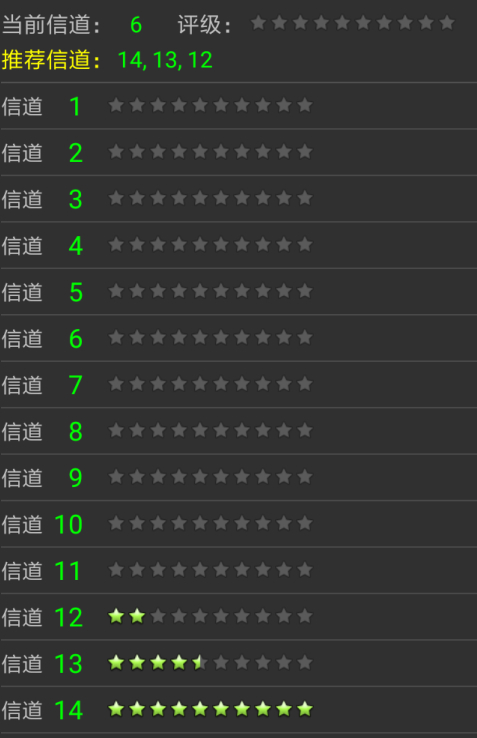 当前信道： 6 评级：
推荐信道： 14, 13, 12
信道 1
信道 2
信道 3
信道 4
信道 5
信道 6
信道 7
信道 8
信道 9
信道 10
信道 11
信道 12
信道 13
信道 14